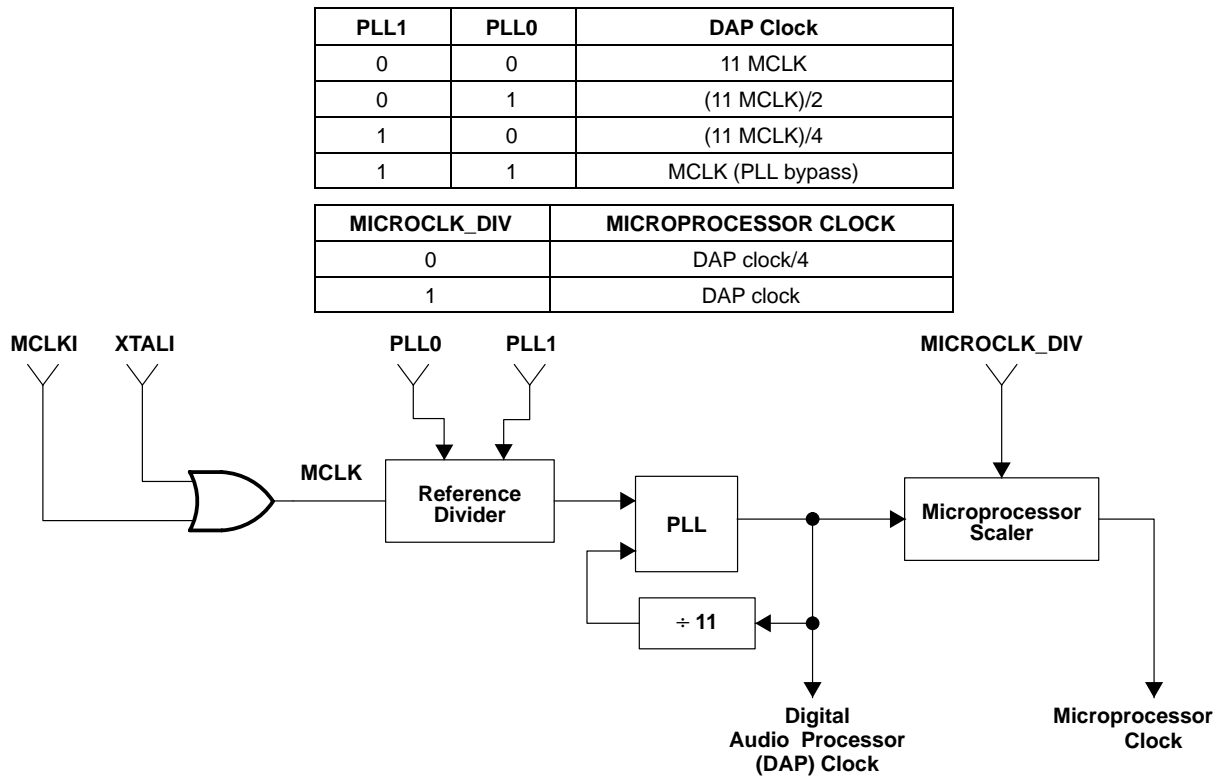 PLL1 PLL0 DAP Clock
0 0 11 MCLK
0 1 (11 MCLK)/2
1 0 (11 MCLK)/4
1 1 MCLK (PLL bypass)
MICROCLK_DIV MICROPROCESSOR CLOCK
0 DAP clock/4
1 DAP clock
MCLKI XTALI PLL0 PLL1 MICROCLK_DIV
MCLK
Reference
Divider
PLL
Microprocessor
Scaler
÷ 11
Digital
Audio Processor
(DAP) Clock
Microprocessor
Clock